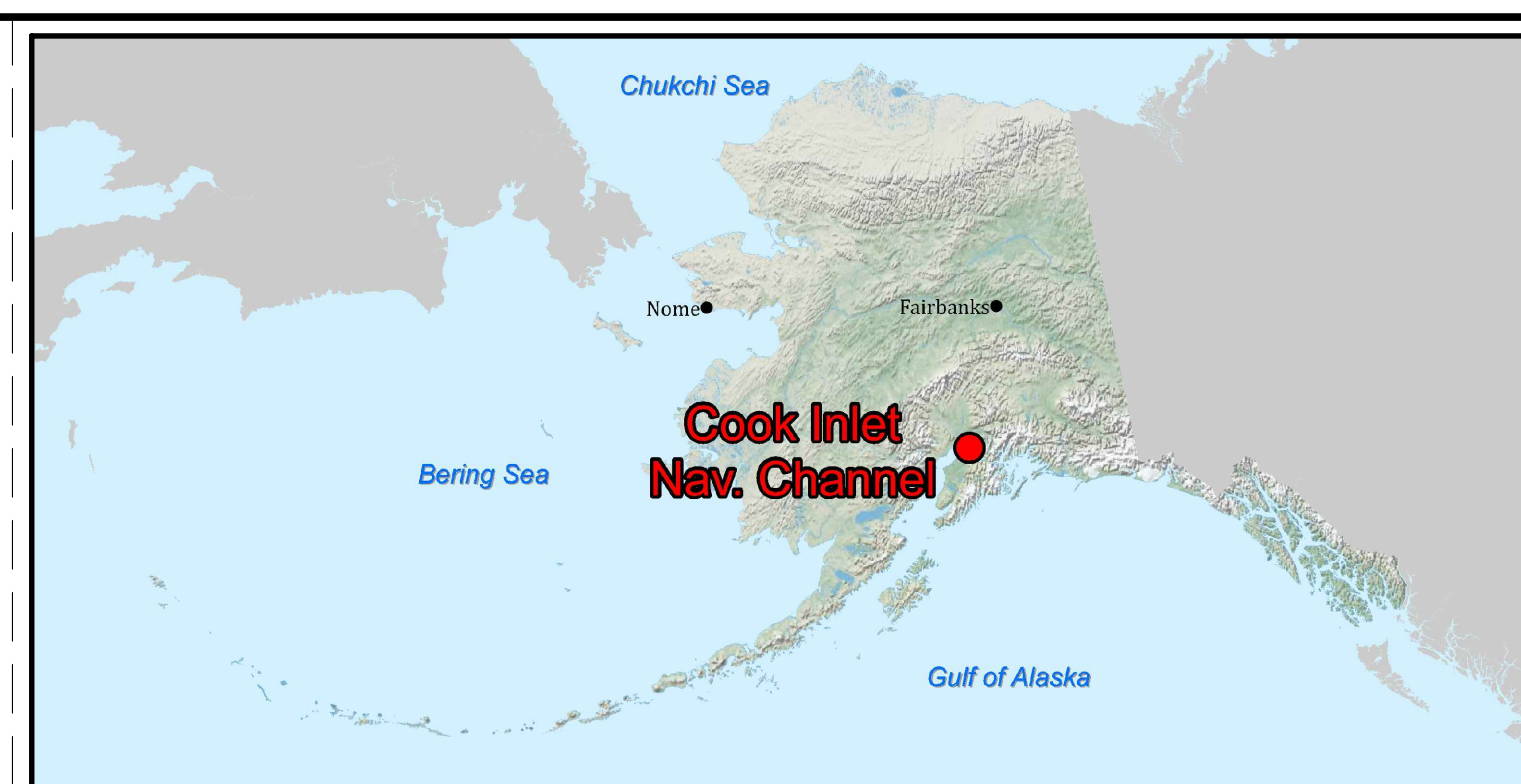 Chukchi Sea
Nome
Fairbanks
Cook Inlet
Nav. Channel
Bering Sea
Gulf of Alaska